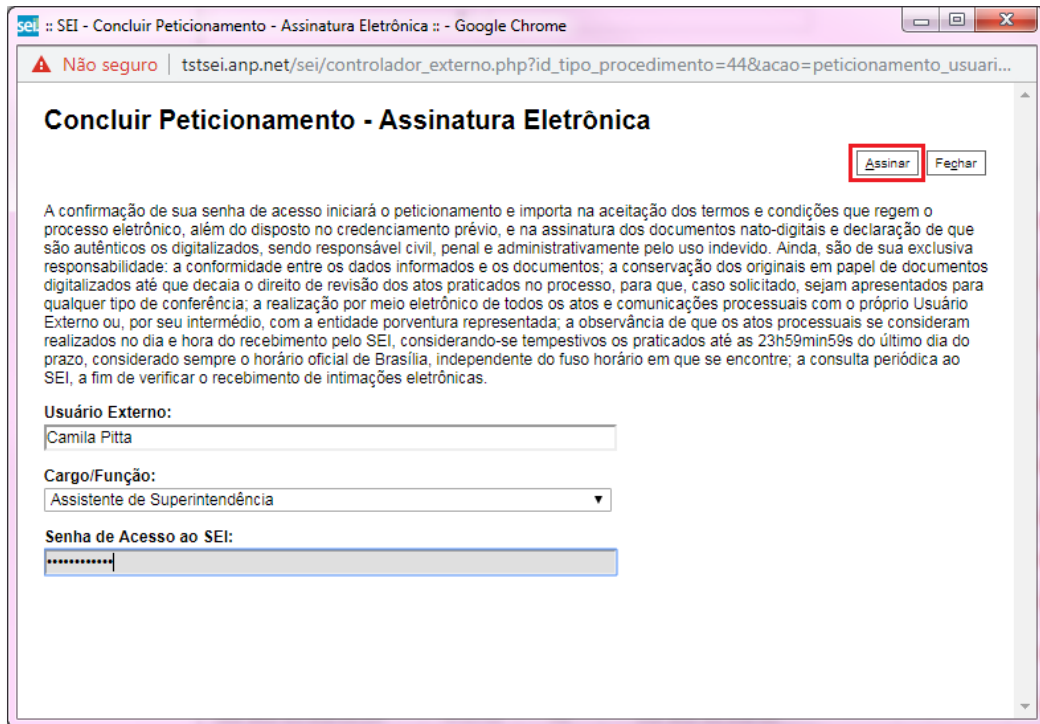 sei! :: SEI - Concluir Peticionamento - Assinatura Eletrônica :: - Google Chrome
Não seguro | tstsei.anp.net/sei/controlador_externo.php?id_tipo_procedimento=44&acao=peticionamento_usuari...
Concluir Peticionamento - Assinatura Eletrônica
Assinar Fechar
A confirmação de sua senha de acesso iniciará o peticionamento e importa na aceitação dos termos e condições que regem o
processo eletrônico, além do disposto no credenciamento prévio, e na assinatura dos documentos nato-digitais e declaração de que
são autênticos os digitalizados, sendo responsável civil, penal e administrativamente pelo uso indevido. Ainda, são de sua exclusiva
responsabilidade: a conformidade entre os dados informados e os documentos; a conservação dos originais em papel de documentos
digitalizados até que decaia o direito de revisão dos atos praticados no processo, para que, caso solicitado, sejam apresentados para
qualquer tipo de conferência; a realização por meio eletrônico de todos os atos e comunicações processuais com o próprio Usuário
Externo ou, por seu intermédio, com a entidade porventura representada; a observância de que os atos processuais se consideram
realizados no dia e hora do recebimento pelo SEI, considerando-se tempestivos os praticados até as 23h59min59s do último dia do
prazo, considerado sempre o horário oficial de Brasília, independente do fuso horário em que se encontre; a consulta periódica ao
SEI, a fim de verificar o recebimento de intimações eletrônicas.
Usuário Externo:
Camila Pitta
Cargo/Função:
Assistente de Superintendência
Senha de Acesso ao SEI:
••••••••••••